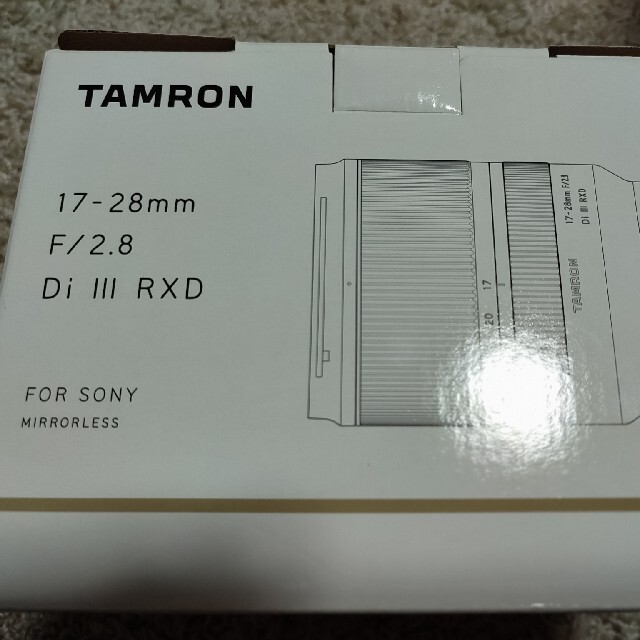 TAMRON
17-28mm
F/2.8
Di III RXD
FOR SONY
MIRRORLESS
20 17
TAMRON
17-28mm F/2.8
Di III RXD